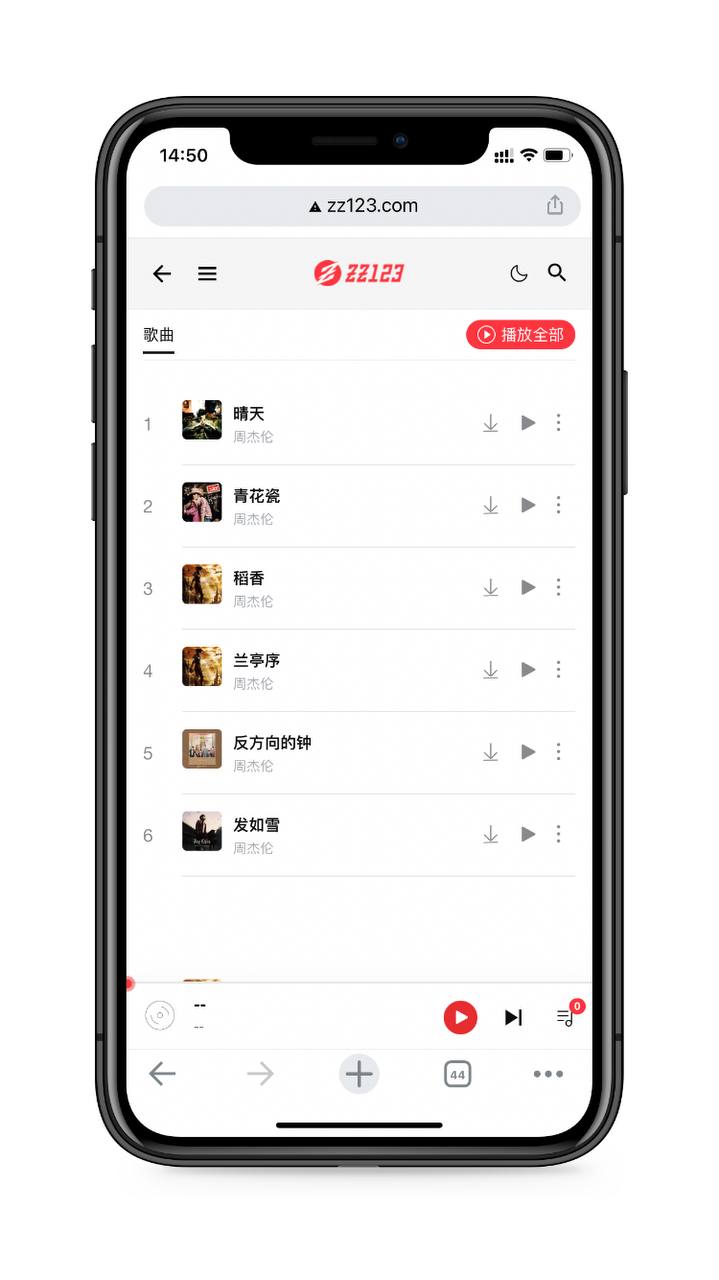 14:50
zz123.com
ZZ123
歌曲
播放全部
1
晴天
周杰伦
2
青花瓷
周杰伦
3
稻香
周杰伦
4
兰亭序
周杰伦
5
反方向的钟
周杰伦
6
发如雪
周杰伦
--
--
0
44